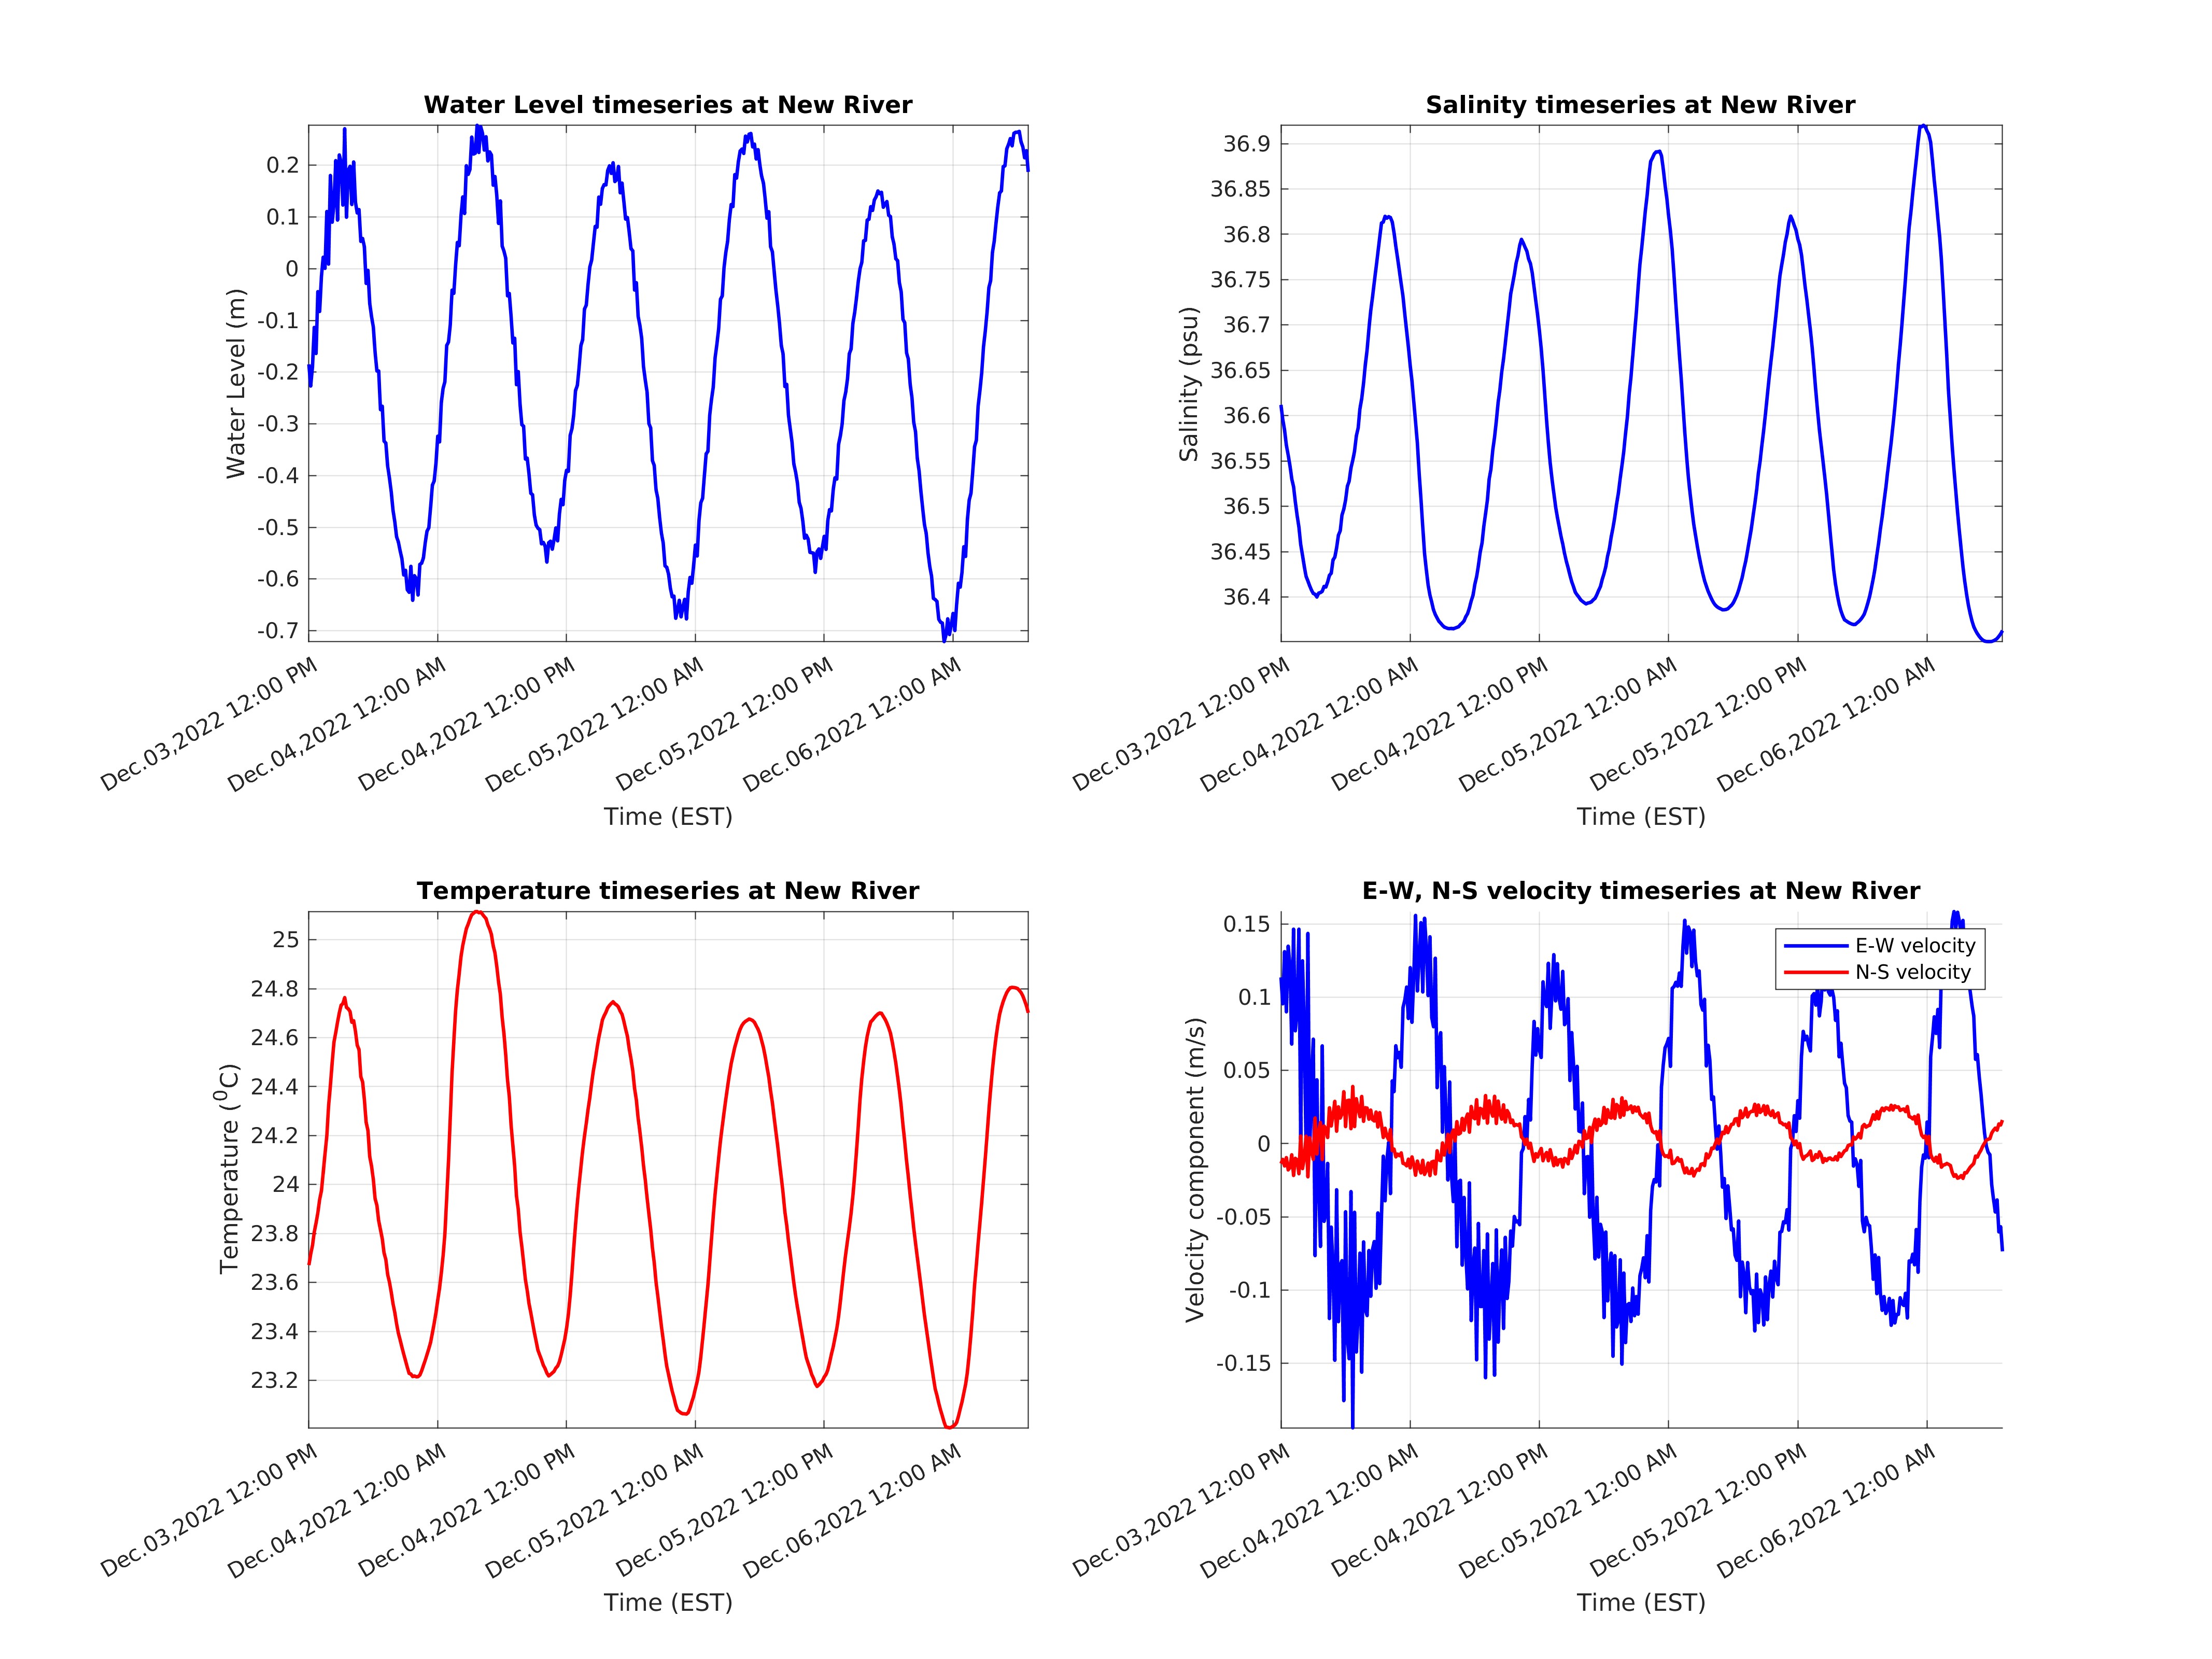 Water Level timeseries at New River
Water Level (m)
0.2
0.1
0
-0.1
-0.2
-0.3
-0.4
-0.5
-0.6
-0.7
Dec.03,2022 12:00 PM
Dec.04,2022 12:00 AM
Dec.04,2022 12:00 PM
Dec.05,2022 12:00 AM
Dec.05,2022 12:00 PM
Dec.06,2022 12:00 AM
Time (EST)
Salinity timeseries at New River
Salinity (psu)
36.9
36.85
36.8
36.75
36.7
36.65
36.6
36.55
36.5
36.45
36.4
Dec.03,2022 12:00 PM
Dec.04,2022 12:00 AM
Dec.04,2022 12:00 PM
Dec.05,2022 12:00 AM
Dec.05,2022 12:00 PM
Dec.06,2022 12:00 AM
Time (EST)
Temperature timeseries at New River
Temperature (⁰C)
25
24.8
24.6
24.4
24.2
24
23.8
23.6
23.4
23.2
Dec.03,2022 12:00 PM
Dec.04,2022 12:00 AM
Dec.04,2022 12:00 PM
Dec.05,2022 12:00 AM
Dec.05,2022 12:00 PM
Dec.06,2022 12:00 AM
Time (EST)
E-W, N-S velocity timeseries at New River
Velocity component (m/s)
0.15
0.1
0.05
0
-0.05
-0.1
-0.15
E-W velocity
N-S velocity
Dec.03,2022 12:00 PM
Dec.04,2022 12:00 AM
Dec.04,2022 12:00 PM
Dec.05,2022 12:00 AM
Dec.05,2022 12:00 PM
Dec.06,2022 12:00 AM
Time (EST)